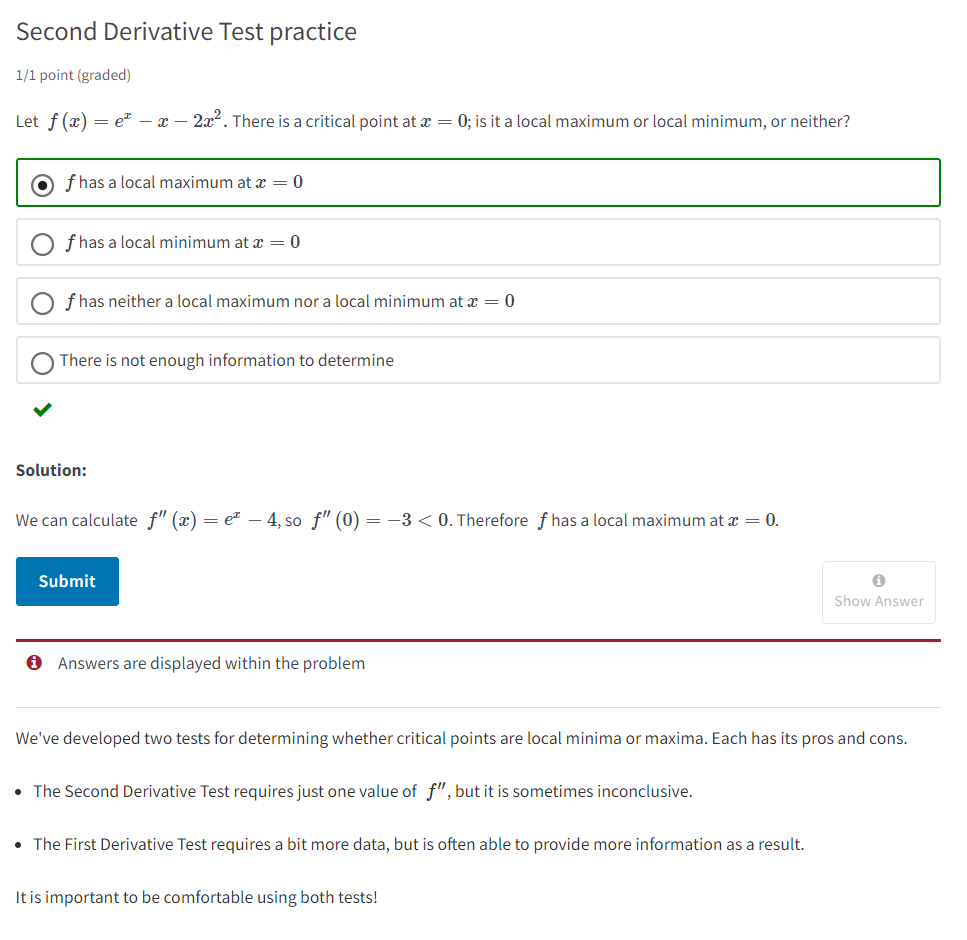 Second Derivative Test practice
1/1 point (graded)
Let f (x) = eˣ − x − 2x². There is a critical point at x = 0; is it a local maximum or local minimum, or neither?
f has a local maximum at x = 0
f has a local minimum at x = 0
f has neither a local maximum nor a local minimum at x = 0
There is not enough information to determine
Solution:
We can calculate f″ (x) = eˣ − 4, so f″ (0) = −3 < 0. Therefore f has a local maximum at x = 0.
Submit
Show Answer
Answers are displayed within the problem
We've developed two tests for determining whether critical points are local minima or maxima. Each has its pros and cons.
• The Second Derivative Test requires just one value of f″, but it is sometimes inconclusive.
• The First Derivative Test requires a bit more data, but is often able to provide more information as a result.
It is important to be comfortable using both tests!